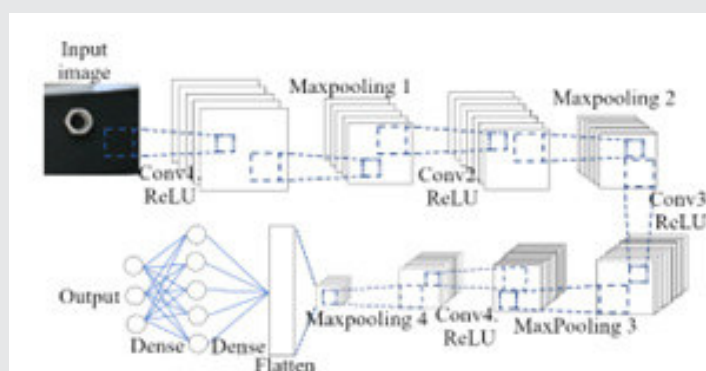 Input
image
Conv4.
ReLU
Maxpooling 1
Conv2.
ReLU
Maxpooling 2
Conv3
ReLU
MaxPooling 3
Conv4.
ReLU
Maxpooling 4
Flatten
Dense
Dense
Output